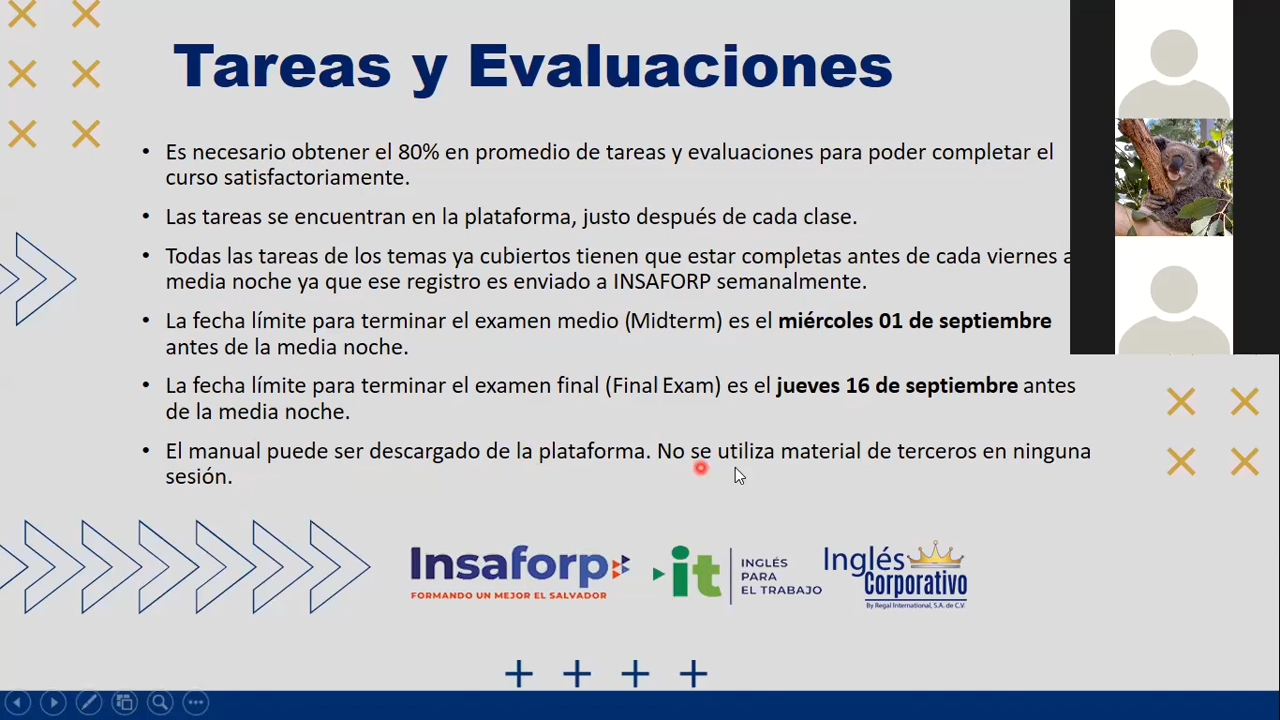 Tareas y Evaluaciones
• Es necesario obtener el 80% en promedio de tareas y evaluaciones para poder completar el
curso satisfactoriamente.
• Las tareas se encuentran en la plataforma, justo después de cada clase.
• Todas las tareas de los temas ya cubiertos tienen que estar completas antes de cada viernes a
media noche ya que ese registro es enviado a INSAFORP semanalmente.
• La fecha límite para terminar el examen medio (Midterm) es el miércoles 01 de septiembre
antes de la media noche.
• La fecha límite para terminar el examen final (Final Exam) es el jueves 16 de septiembre antes
de la media noche.
• El manual puede ser descargado de la plataforma. No se utiliza material de terceros en ninguna
sesión.
Insaforp
FORMANDO UN MEJOR EL SALVADOR
it
INGLÉS
PARA
EL TRABAJO
Inglés
Corporativo
By Regal International, S.A. de C.V.